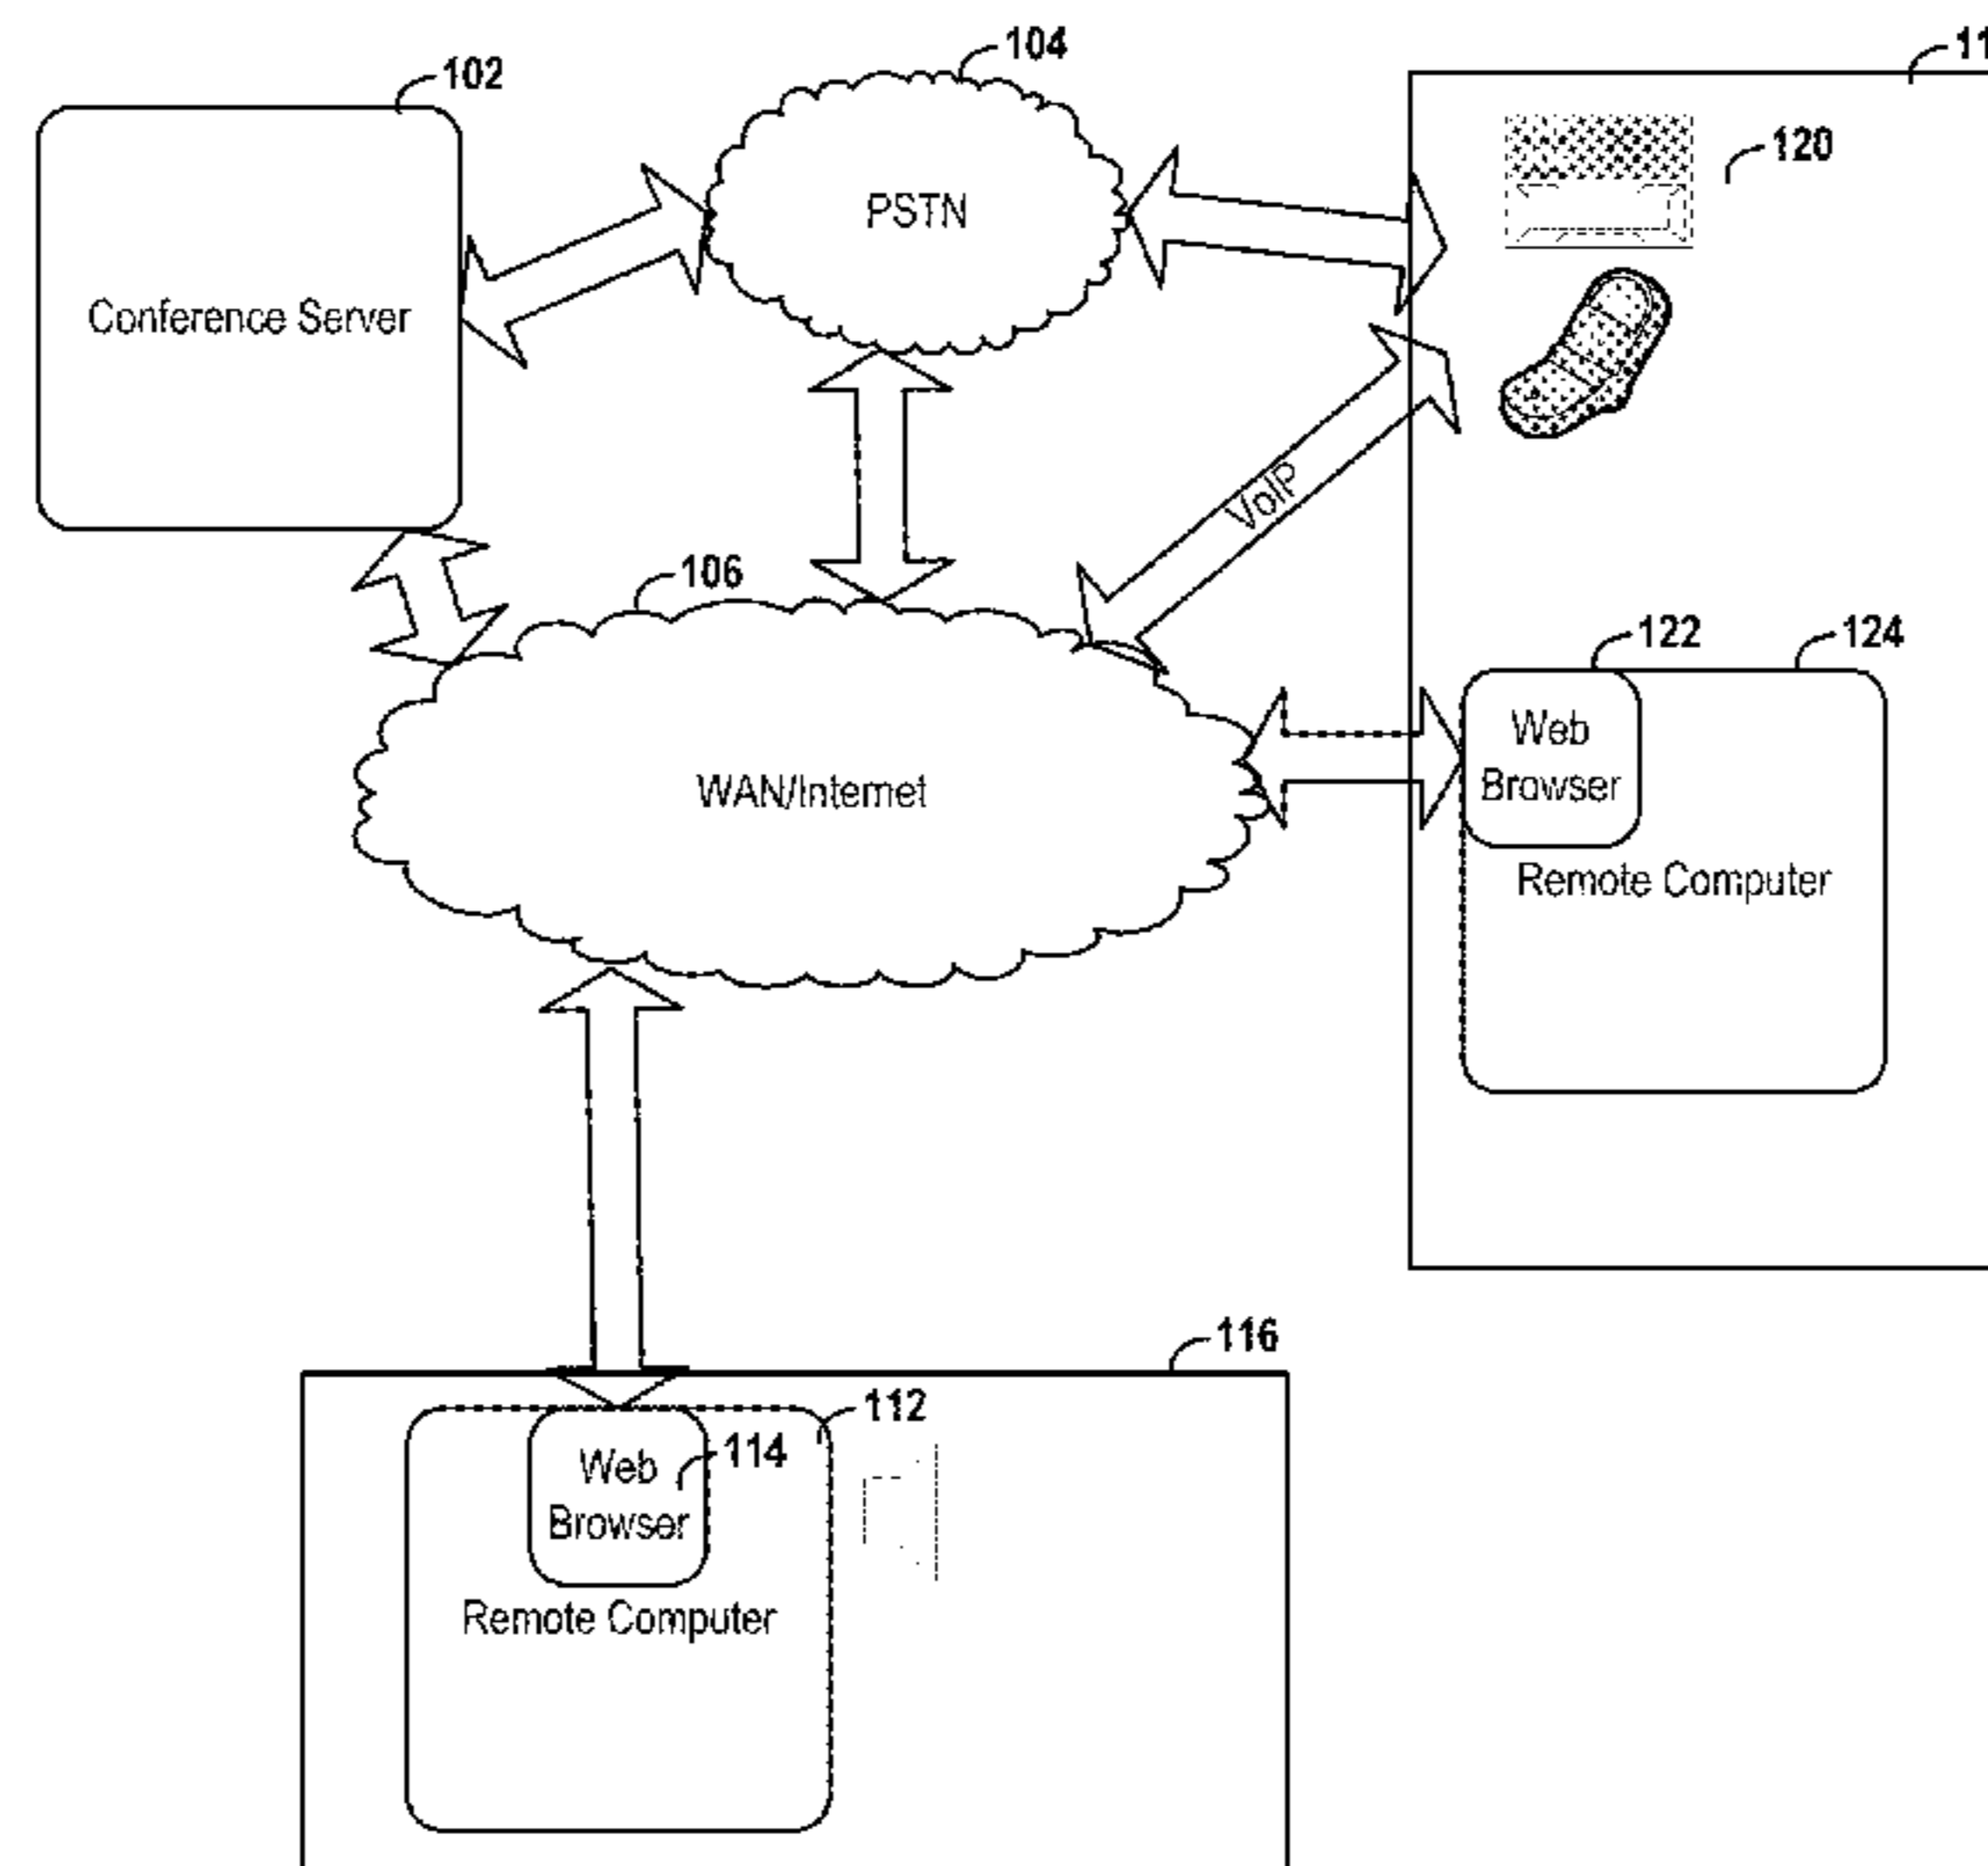 104
102
11
120
PSTN
Conference Server
VoIP
106
122
124
Web
Browser
WAN/Internet
Remote Computer
116
112
Web
114
Browser
Remote Computer